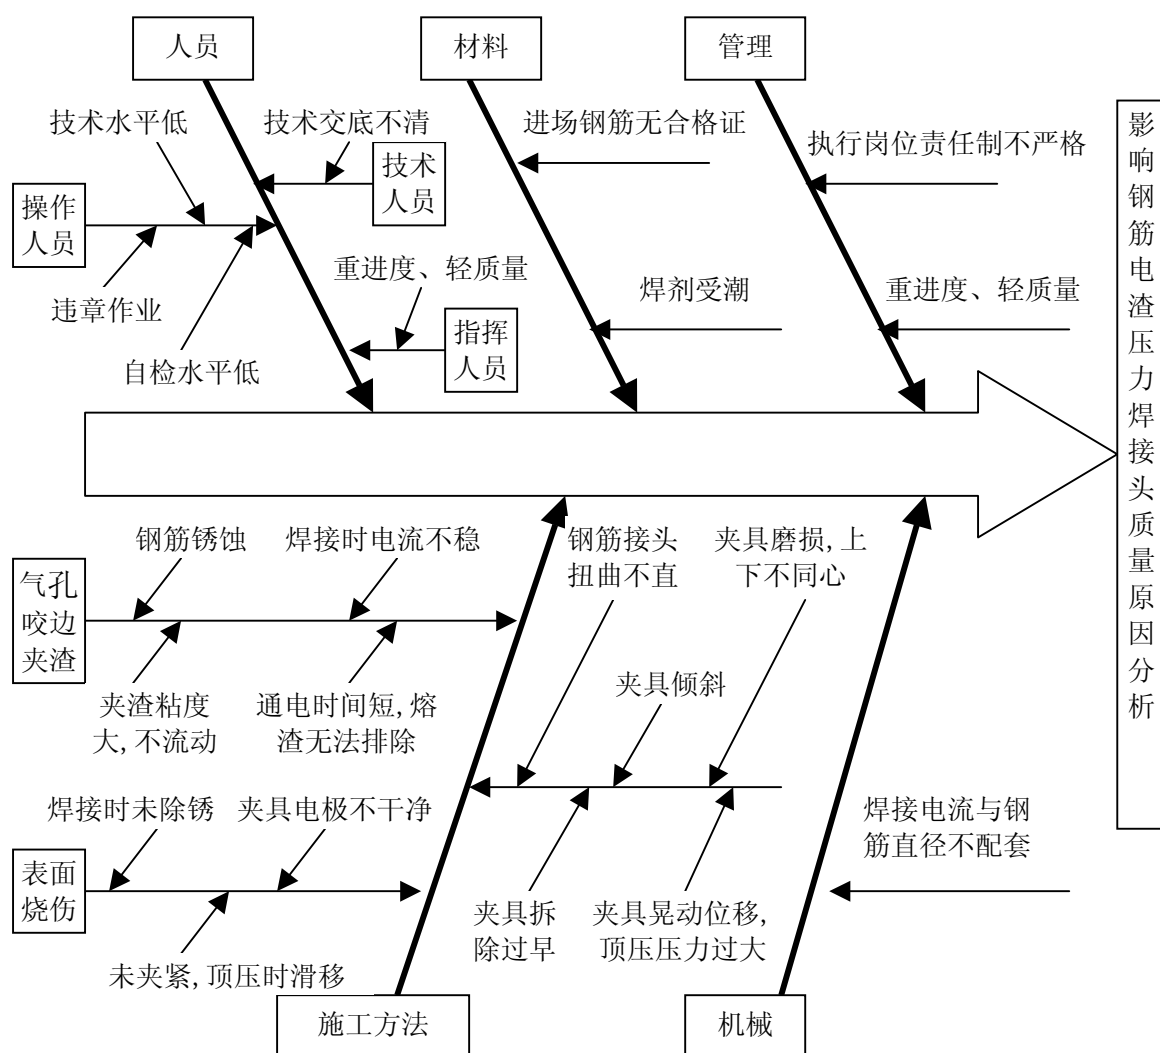 人员
材料
管理
技术水平低
技术交底不清
技术
人员
操作
人员
违章作业
自检水平低
重进度、轻质量
指挥
人员
进场钢筋无合格证
焊剂受潮
执行岗位责任制不严格
重进度、轻质量
影响钢筋电渣压力焊接头质量原因分析
钢筋锈蚀
焊接时电流不稳
气孔
咬边
夹渣
夹渣粘度
大,不流动
通电时间短,熔
渣无法排除
钢筋接头
扭曲不直
夹具磨损,上
下不同心
夹具倾斜
夹具拆
除过早
夹具晃动位移,
顶压压力过大
焊接时未除锈
夹具电极不干净
表面
烧伤
未夹紧,顶压时滑移
焊接电流与钢
筋直径不配套
施工方法
机械